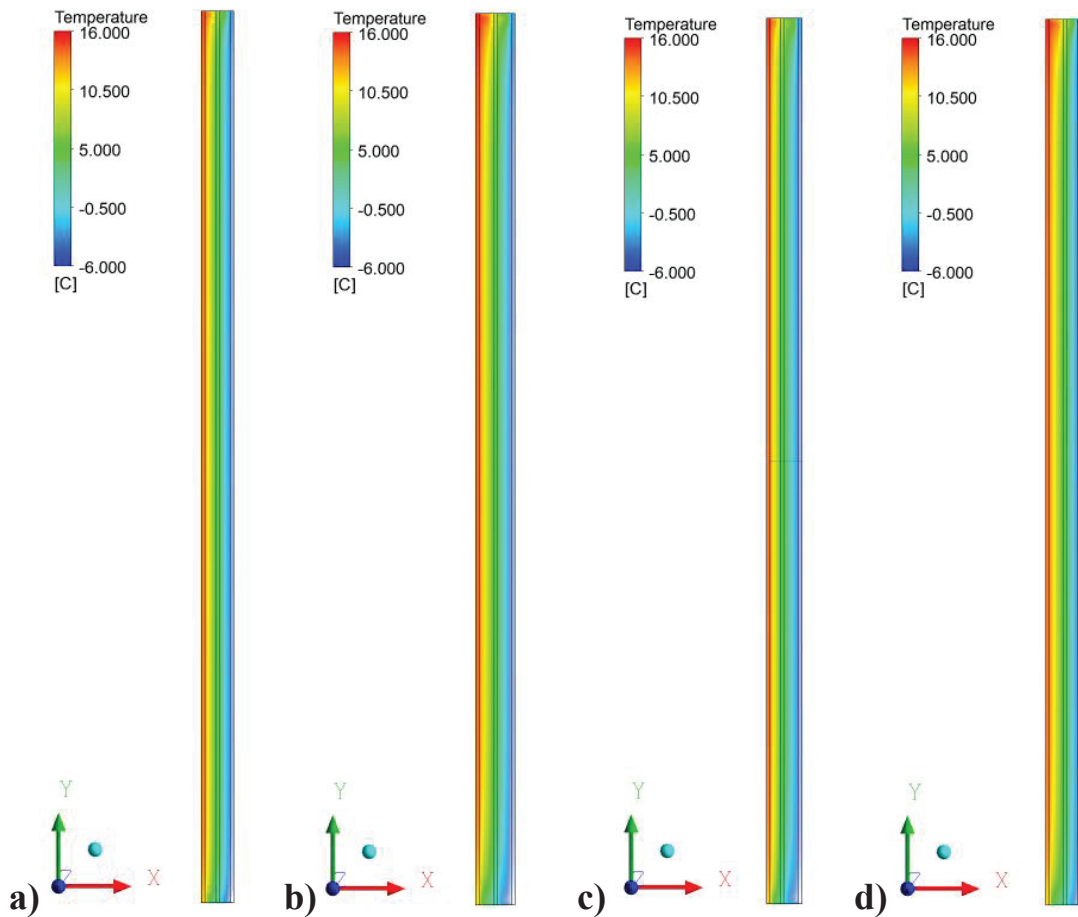 Temperature
16.000
10.500
5.000
-0.500
-6.000
[C]
Y
Z
X
a)
Temperature
16.000
10.500
5.000
-0.500
-6.000
[C]
Y
Z
X
b)
Temperature
16.000
10.500
5.000
-0.500
-6.000
[C]
Y
Z
X
c)
Temperature
16.000
10.500
5.000
-0.500
-6.000
[C]
Y
Z
X
d)